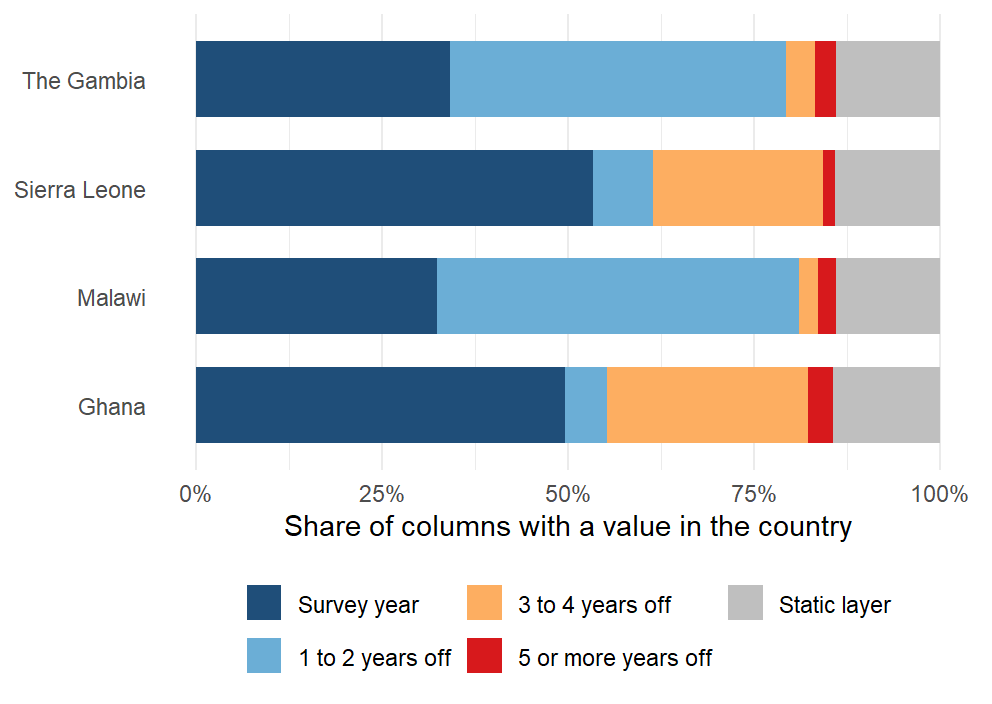 The Gambia
Sierra Leone
Malawi
Ghana
0% 25% 50% 75% 100%
Share of columns with a value in the country
Survey year 3 to 4 years off Static layer
1 to 2 years off 5 or more years off